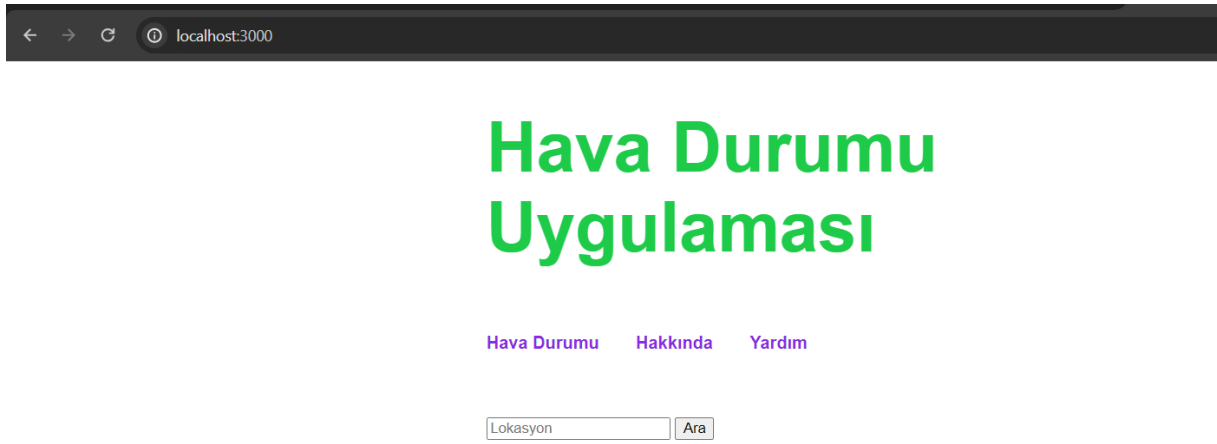 localhost:3000
Hava Durumu
Uygulaması
Hava Durumu Hakkında Yardım
Lokasyon Ara